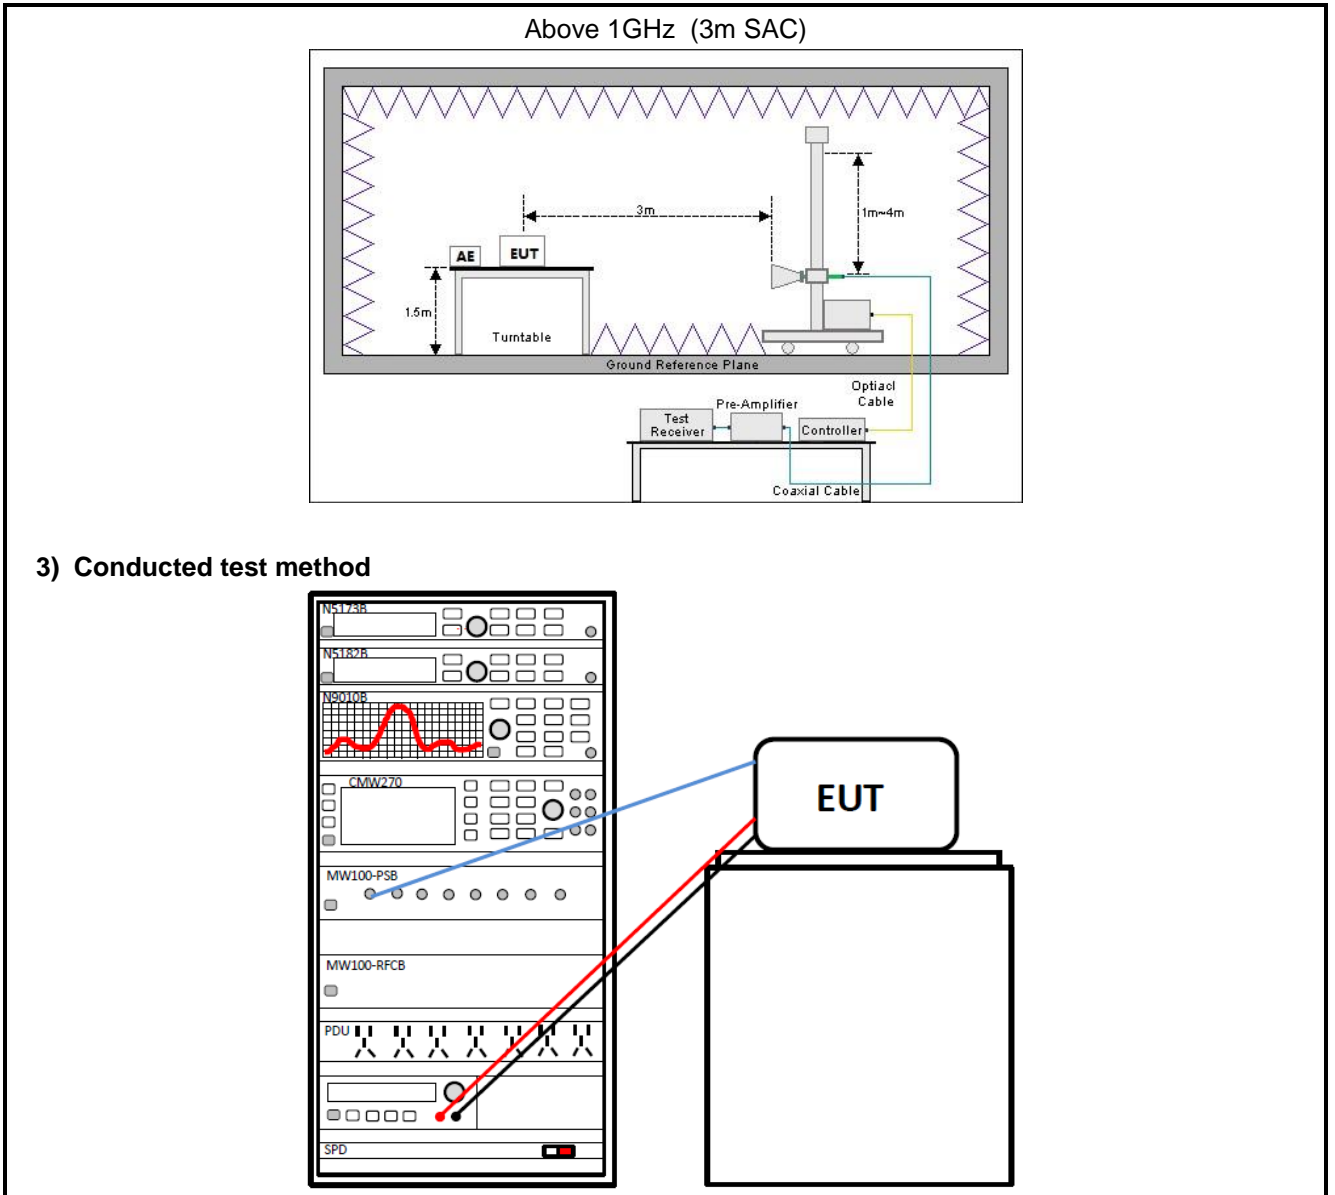 Above 1GHz (3m SAC)
3m
1m~4m
AE
EUT
1.5m
Turntable
Ground Reference Plane
Optiacl
Cable
Pre-Amplifier
Test
Receiver
Controller
Coaxial Cable
3) Conducted test method
N5173B
N5182B
N9010B
CMW270
EUT
MW100-PSB
MW100-RFCB
PDU
SPD